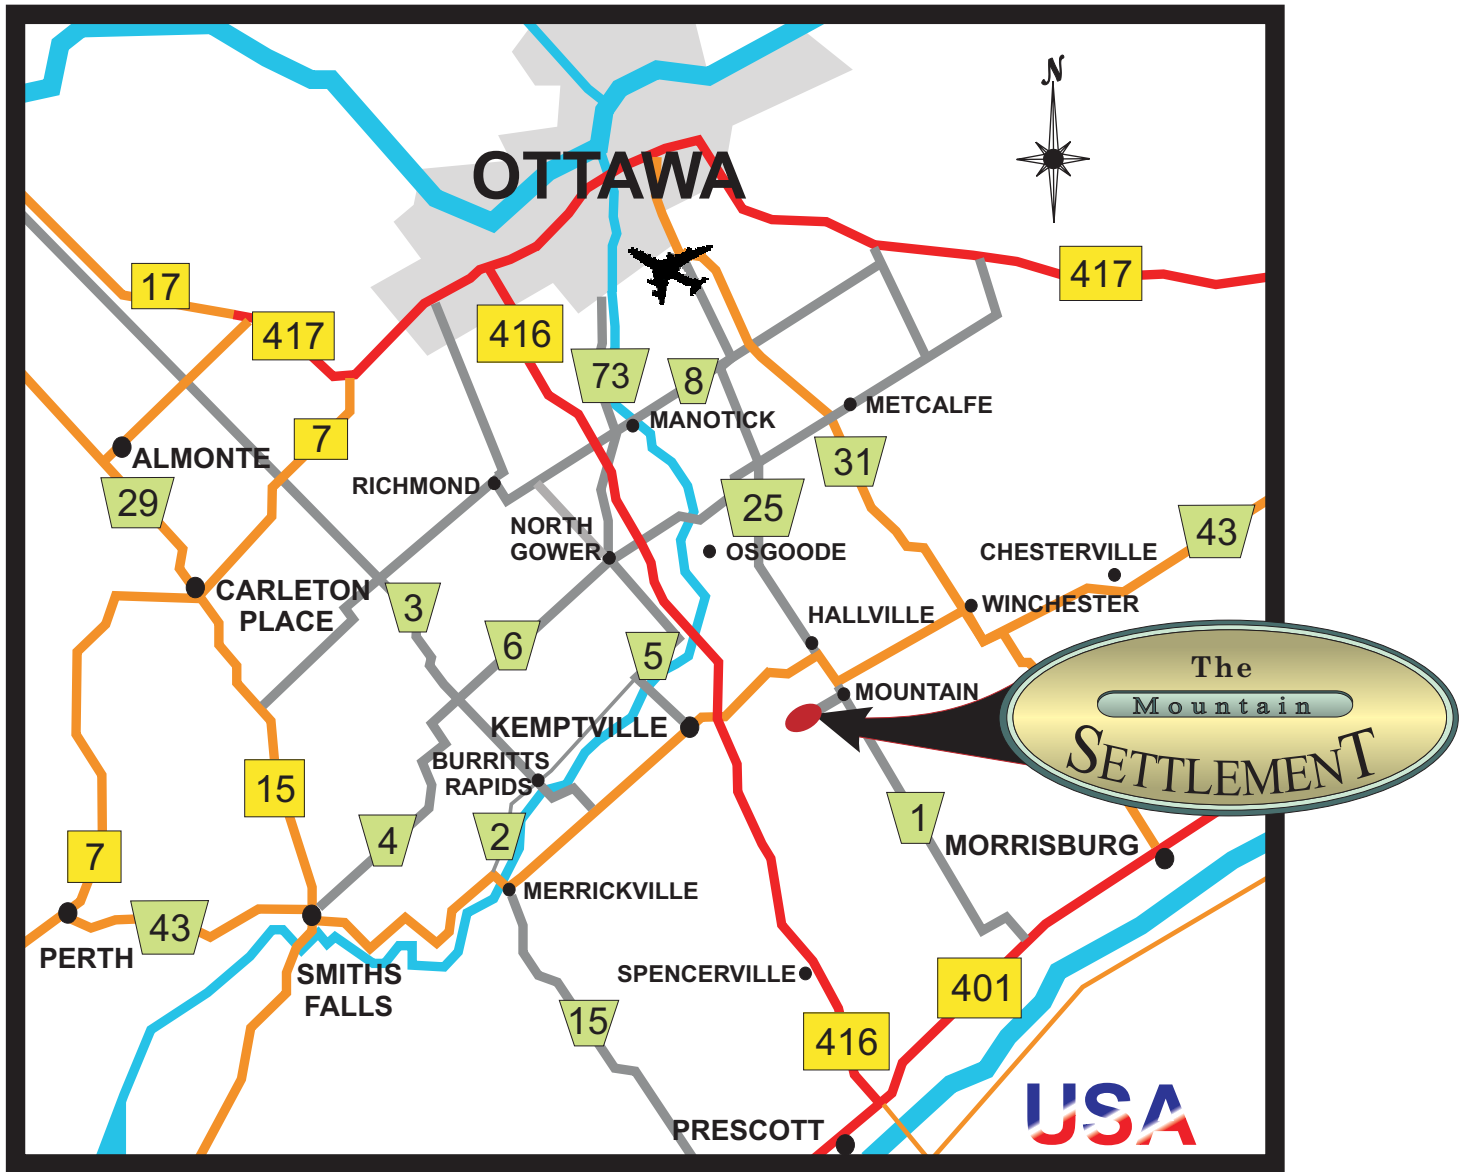 N
OTTAWA
17
417
417
416
73
8
MANOTICK
METCALFE
7
ALMONTE
29
RICHMOND
31
25
NORTH
GOWER
OSGOODE
43
CHESTERVILLE
CARLETON
PLACE
3
6
5
HALLVILLE
WINCHESTER
The
Mountain
SETTLEMENT
MOUNTAIN
KEMPTVILLE
BURRITTS
RAPIDS
15
4
2
1
MORRISBURG
7
MERRICKVILLE
43
PERTH
SMITHS
FALLS
SPENCERVILLE
401
15
416
USA
PRESCOTT